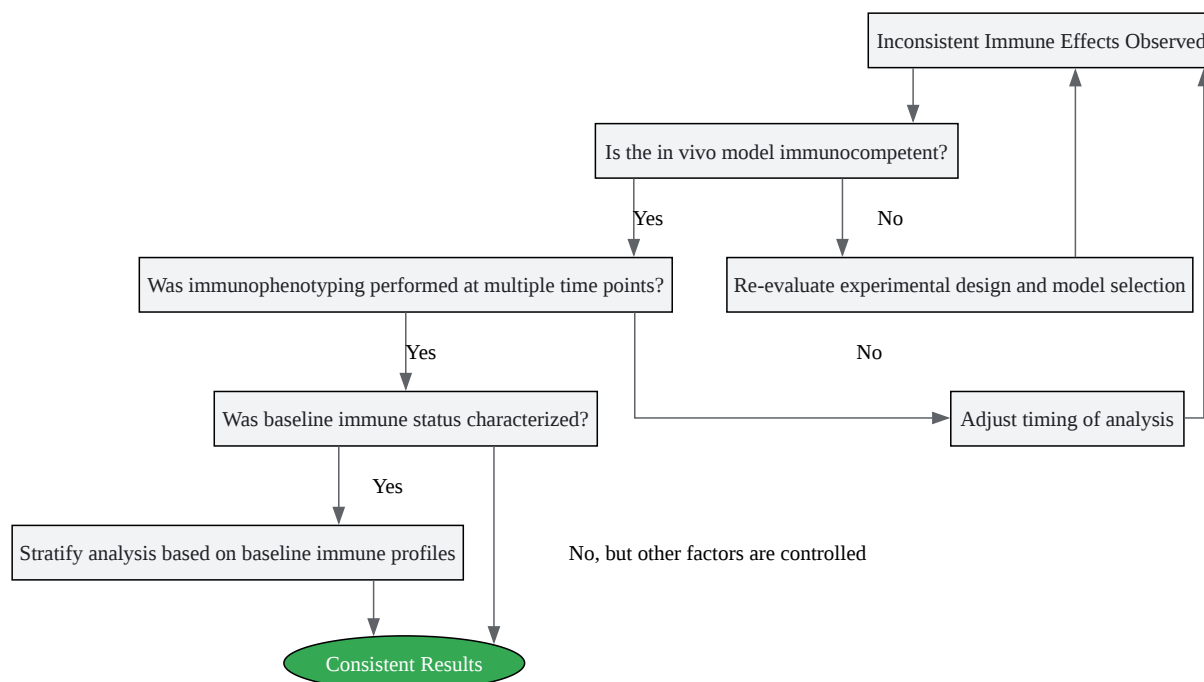 Inconsistent Immune Effects Observed
Is the in vivo model immunocompetent?
Yes
No
Was immunophenotyping performed at multiple time points?
Re-evaluate experimental design and model selection
Yes
No
Was baseline immune status characterized?
Adjust timing of analysis
Yes
Stratify analysis based on baseline immune profiles
No, but other factors are controlled
Consistent Results